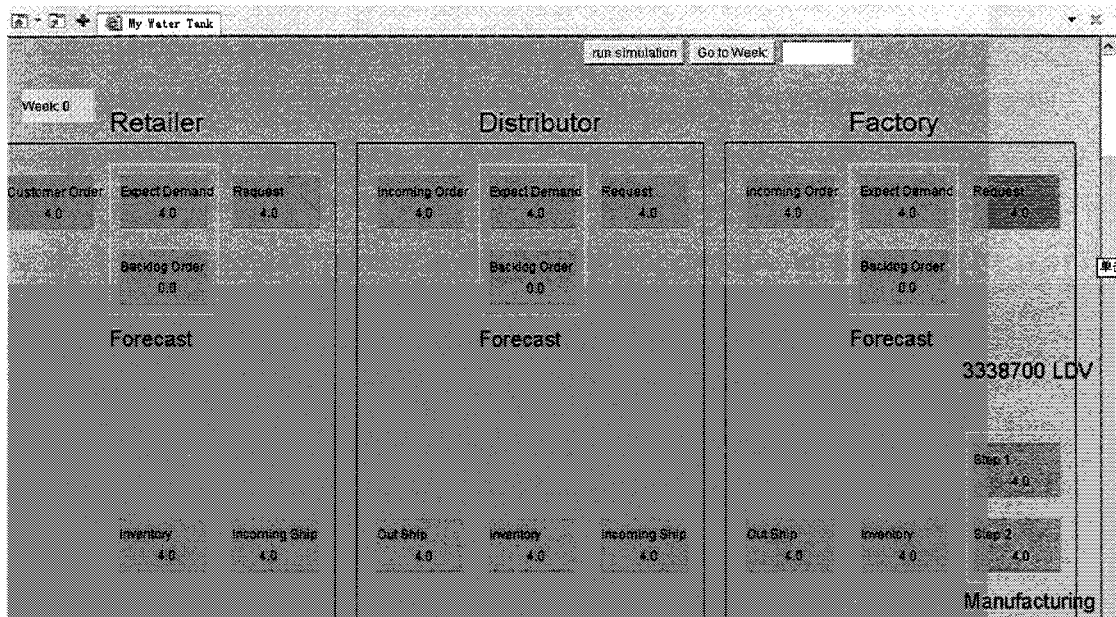 My Water Tank
run simulation Go to Week:
Week: 0
Retailer Distributor Factory
Customer Order Expect Demand Request Incoming Order Expect Demand Request Incoming Order Expect Demand Request
4.0 4.0 4.0 4.0 4.0 4.0 4.0 4.0 4.0
Backlog Order Backlog Order Backlog Order
0.0 0.0 0.0
Forecast Forecast Forecast
3338700 LDV
Step 1
4.0
Inventory Incoming Ship Out Ship Inventory Incoming Ship Out Ship Inventory Step 2
4.0 4.0 4.0 4.0 4.0 4.0 4.0 4.0
Manufacturing